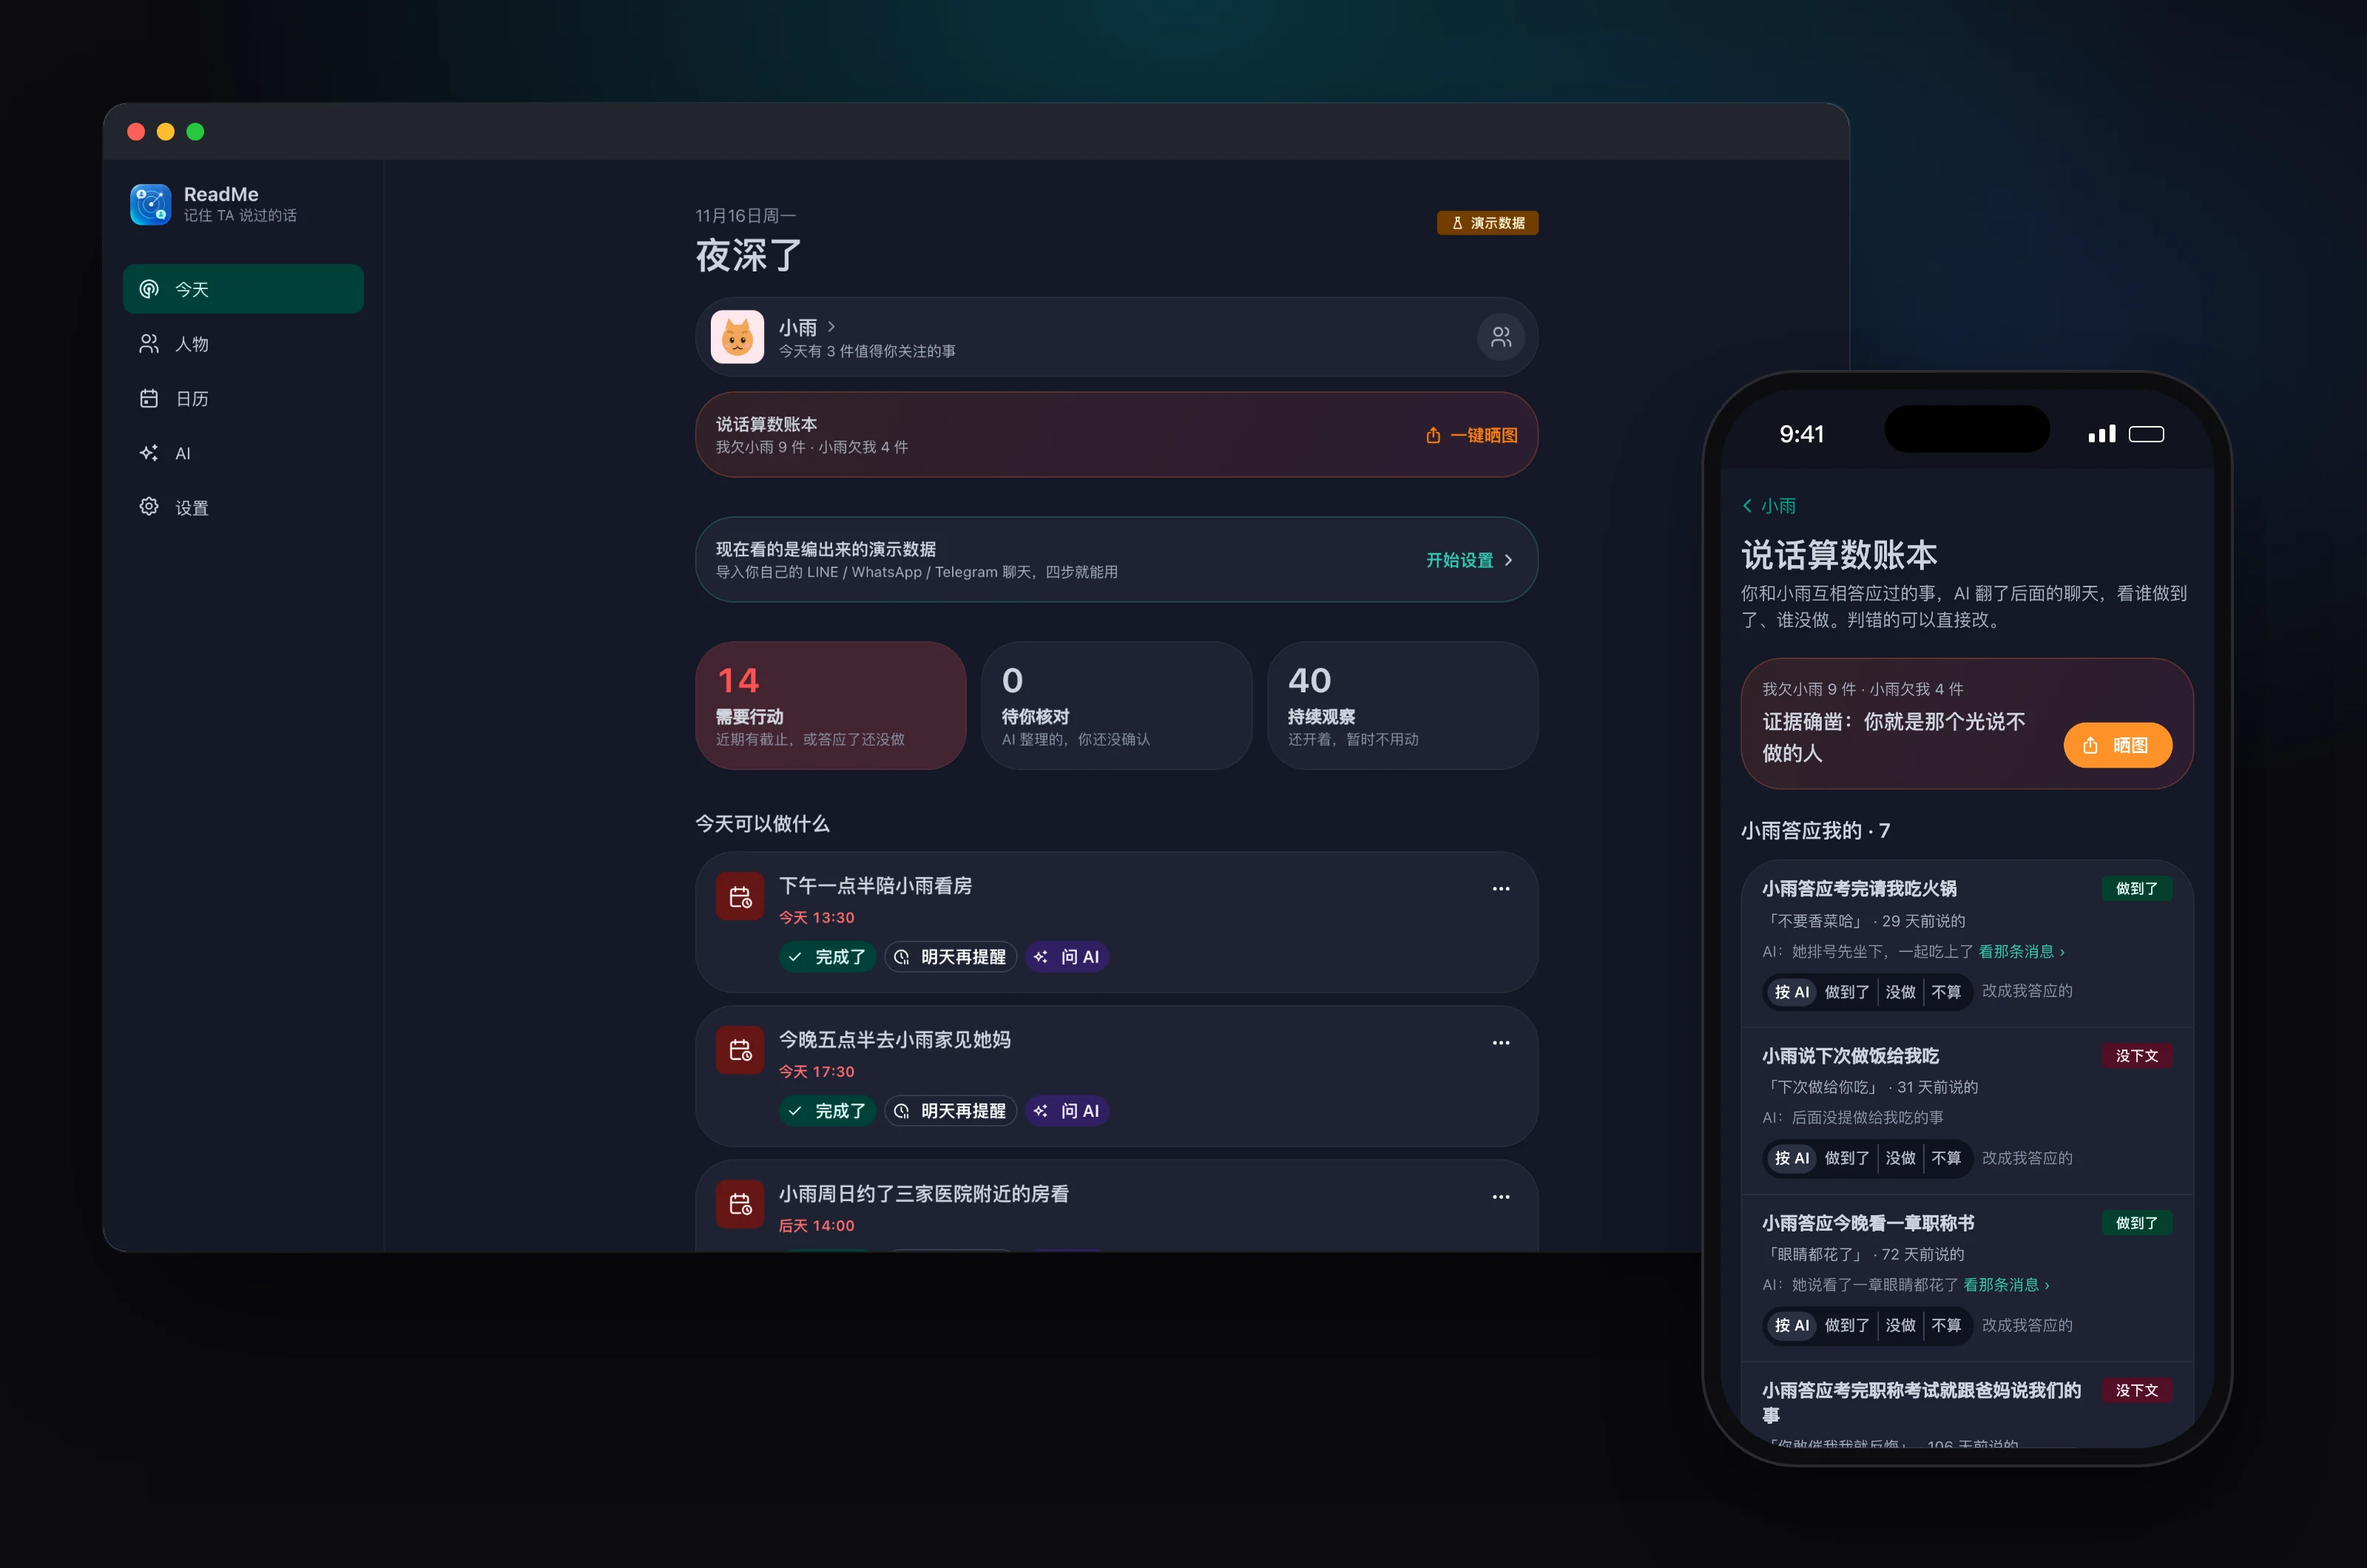 ReadMe
记住 TA 说过的话
今天
人物
日历
AI
设置
11月16日周一
夜深了
演示数据
小雨
今天有 3 件值得你关注的事
说话算数账本
我欠小雨 9 件 · 小雨欠我 4 件
一键晒图
现在看的是编出来的演示数据
导入你自己的 LINE / WhatsApp / Telegram 聊天，四步就能用
开始设置
14
需要行动
近期有截止，或答应了还没做
0
待你核对
AI 整理的，你还没确认
40
持续观察
还开着，暂时不用动
今天可以做什么
下午一点半陪小雨看房
今天 13:30
完成了 明天再提醒 问 AI
今晚五点半去小雨家见她妈
今天 17:30
完成了 明天再提醒 问 AI
小雨周日约了三家医院附近的房看
后天 14:00
9:41
小雨
说话算数账本
你和小雨互相答应过的事，AI 翻了后面的聊天，看谁做到
了、谁没做。判错的可以直接改。
我欠小雨 9 件 · 小雨欠我 4 件
证据确凿：你就是那个光说不
做的人
晒图
小雨答应我的 · 7
小雨答应考完请我吃火锅
做到了
「不要香菜哈」 · 29 天前说的
AI：她排号先坐下，一起吃上了 看那条消息 ›
按 AI 做到了 没做 不算 改成我答应的
小雨说下次做饭给我吃
没下文
「下次做给你吃」 · 31 天前说的
AI：后面没提做给我吃的事
按 AI 做到了 没做 不算 改成我答应的
小雨答应今晚看一章职称书
做到了
「眼睛都花了」 · 72 天前说的
AI：她说看了一章眼睛都花了 看那条消息 ›
按 AI 做到了 没做 不算 改成我答应的
小雨答应考完职称考试就跟爸妈说我们的
事
没下文
「你敢催我我就反悔」 · 106 天前说的